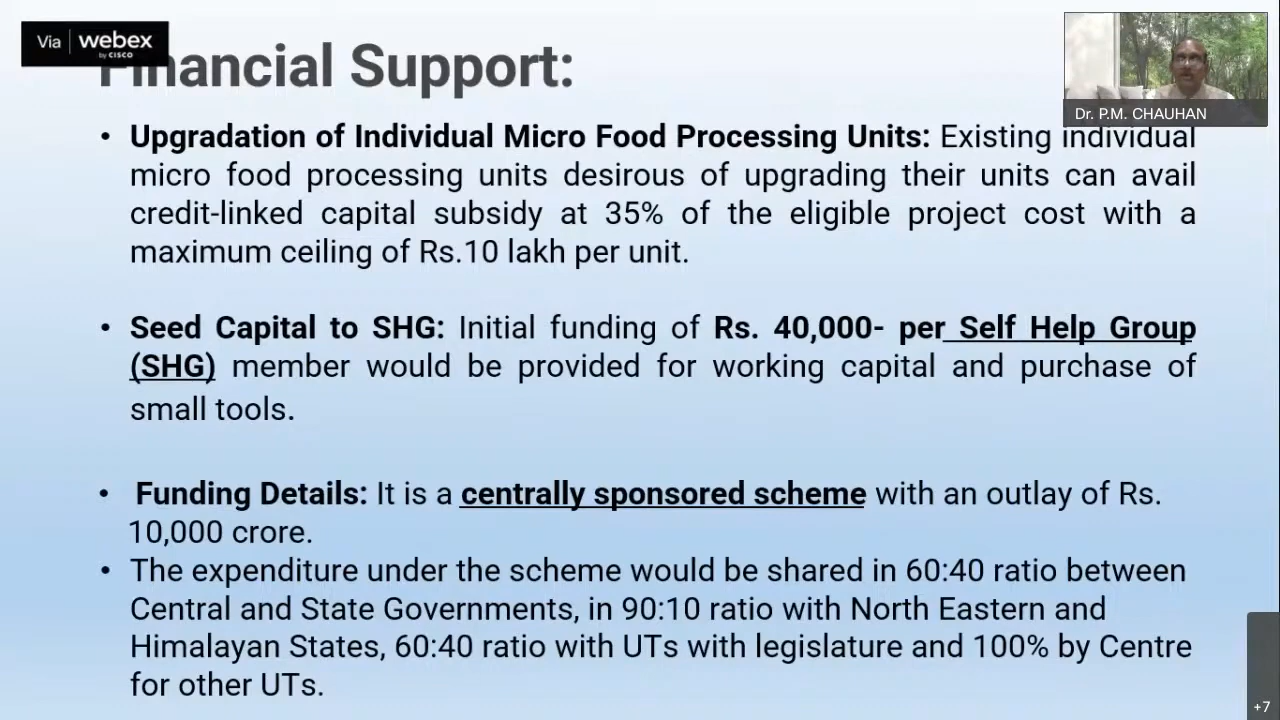 Via webex
by CISCO
Financial Support:
Dr. P.M. CHAUHAN
• Upgradation of Individual Micro Food Processing Units: Existing individual
micro food processing units desirous of upgrading their units can avail
credit-linked capital subsidy at 35% of the eligible project cost with a
maximum ceiling of Rs.10 lakh per unit.
• Seed Capital to SHG: Initial funding of Rs. 40,000- per Self Help Group
(SHG) member would be provided for working capital and purchase of
small tools.
• Funding Details: It is a centrally sponsored scheme with an outlay of Rs.
10,000 crore.
• The expenditure under the scheme would be shared in 60:40 ratio between
Central and State Governments, in 90:10 ratio with North Eastern and
Himalayan States, 60:40 ratio with UTs with legislature and 100% by Centre
for other UTs.
+7